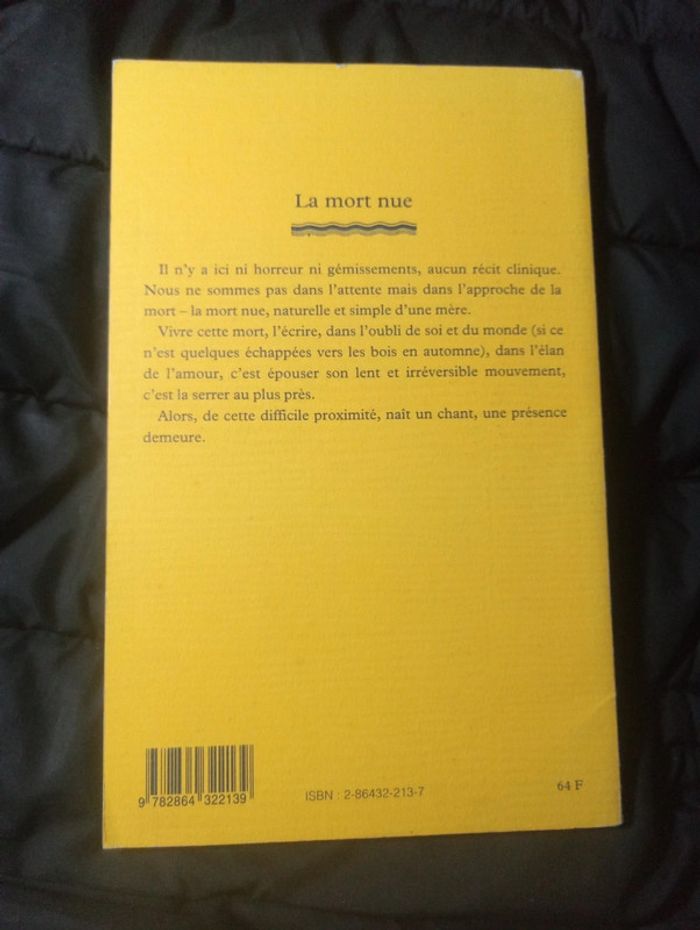 La mort nue
Il n'y a ici ni horreur ni gémissements, aucun récit clinique.
Nous ne sommes pas dans l'attente mais dans l'approche de la
mort – la mort nue, naturelle et simple d'une mère.
Vivre cette mort, l'écrire, dans l'oubli de soi et du monde (si ce
n'est quelques échappées vers les bois en automne), dans l'élan
de l'amour, c'est épouser son lent et irréversible mouvement,
c'est la serrer au plus près.
Alors, de cette difficile proximité, naît un chant, une présence
demeure.
9 782864 322139
ISBN : 2-86432-213-7
64 F